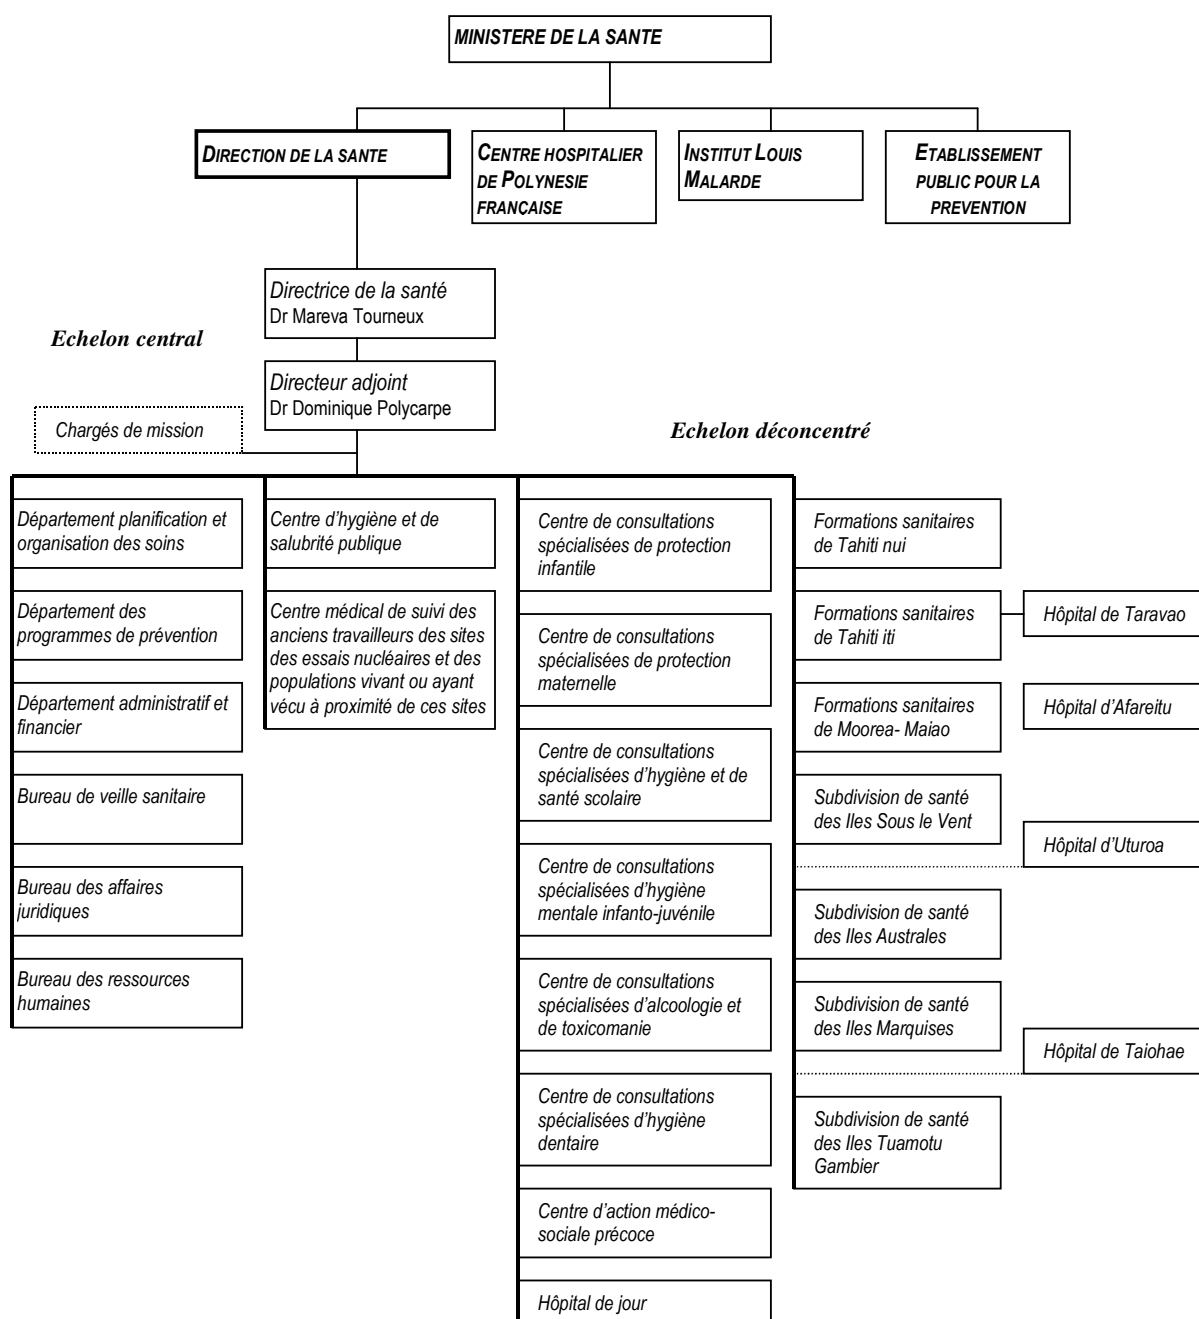 MINISTERE DE LA SANTE
DIRECTION DE LA SANTE
CENTRE HOSPITALIER
DE POLYNESIE
FRANÇAISE
INSTITUT LOUIS
MALARDE
ETABLISSEMENT
PUBLIC POUR LA
PREVENTION
Directrice de la santé
Dr Mareva Tourneux
Echelon central
Directeur adjoint
Dr Dominique Polycarpe
Chargés de mission
Echelon déconcentré
Département planification et
organisation des soins
Département des
programmes de prévention
Département administratif et
financier
Bureau de veille sanitaire
Bureau des affaires
juridiques
Bureau des ressources
humaines
Centre d'hygiène et de
salubrité publique
Centre médical de suivi des
anciens travailleurs des sites
des essais nucléaires et des
populations vivant ou ayant
vécu à proximité de ces sites
Centre de consultations
spécialisées de protection
infantile
Centre de consultations
spécialisées de protection
maternelle
Centre de consultations
spécialisées d'hygiène et de
santé scolaire
Centre de consultations
spécialisées d'hygiène
mentale infanto-juvénile
Centre de consultations
spécialisées d'alcoologie et
de toxicomanie
Centre de consultations
spécialisées d'hygiène
dentaire
Centre d'action médico-
sociale précoce
Hôpital de jour
Formations sanitaires
de Tahiti nui
Formations sanitaires
de Tahiti iti
Formations sanitaires
de Moorea- Maiao
Subdivision de santé
des Iles Sous le Vent
Subdivision de santé
des Iles Australes
Subdivision de santé
des Iles Marquises
Subdivision de santé
des Iles Tuamotu
Gambier
Hôpital de Taravao
Hôpital d'Afareitu
Hôpital d'Uturoa
Hôpital de Taiohae